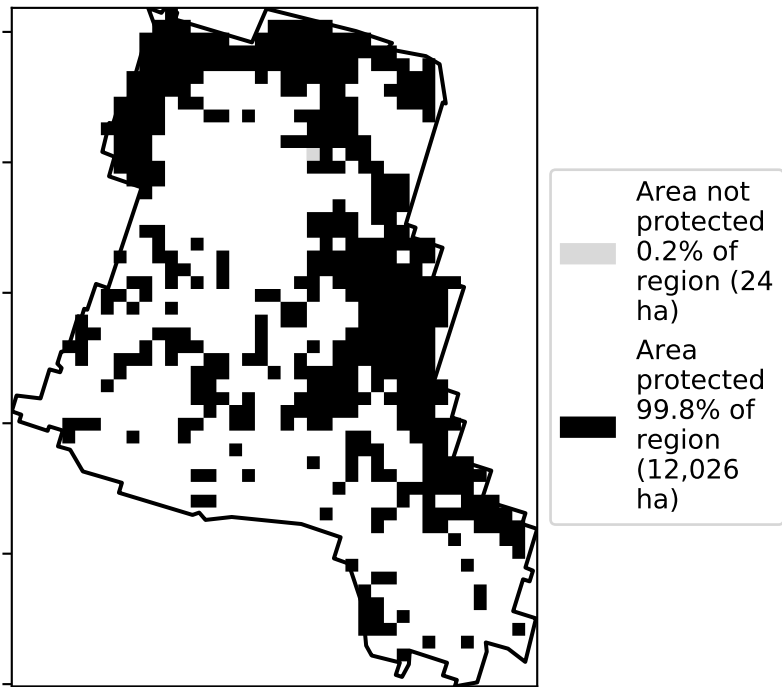 Area not
protected
0.2% of
region (24
ha)
Area
protected
99.8% of
region
(12,026
ha)